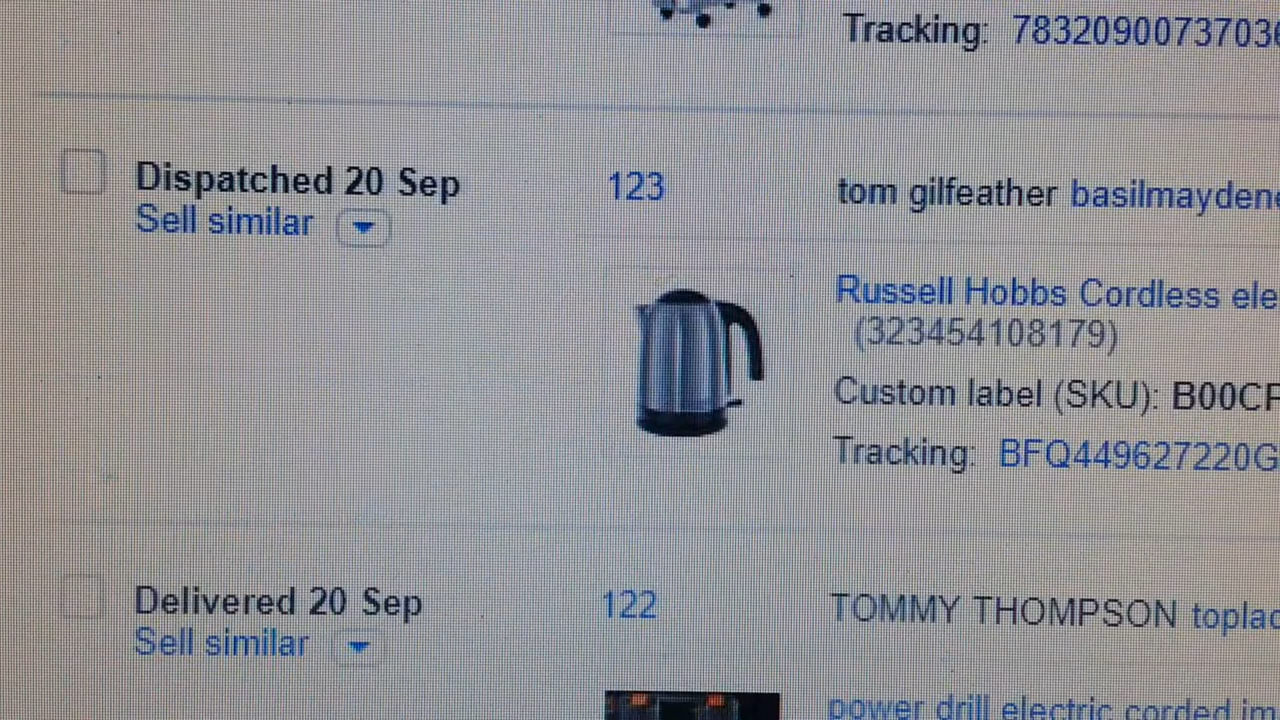 Tracking: 7832090073703
Dispatched 20 Sep 123 tom gilfeather basilmaydene
Sell similar
Russell Hobbs Cordless ele
(323454108179)
Custom label (SKU): B00CF
Tracking: BFQ449627220G
Delivered 20 Sep 122 TOMMY THOMPSON toplac
Sell similar
power drill electric corded im